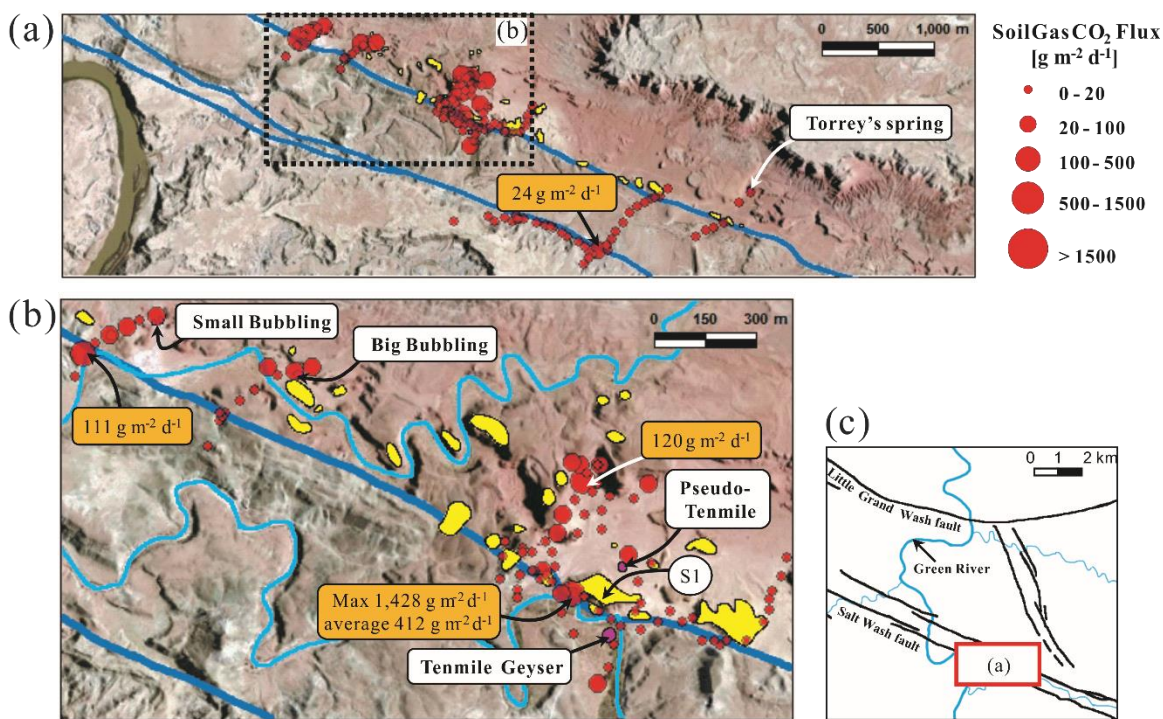 (a)
(b)
0 500 1,000 m
Torrey's spring
24 g m-2 d-1
Soil Gas CO2 Flux
[g m-2 d-1]
0 - 20
20 - 100
100 - 500
500 - 1500
> 1500
(b)
Small Bubbling
Big Bubbling
0 150 300 m
111 g m-2 d-1
120 g m-2 d-1
Pseudo-
Tenmile
S1
Max 1,428 g m-2 d-1
average 412 g m-2 d-1
Tenmile Geyser
(c)
0 1 2 km
Little Grand Wash fault
Green River
Salt Wash fault
(a)